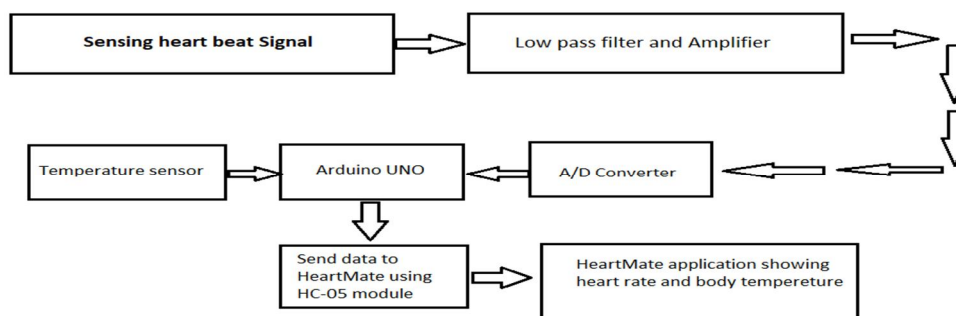 Sensing heart beat Signal
Low pass filter and Amplifier
Temperature sensor
Arduino UNO
A/D Converter
Send data to
HeartMate using
HC-05 module
HeartMate application showing
heart rate and body tempereture